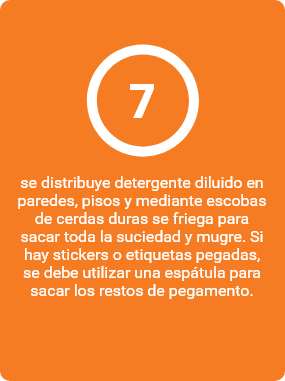 7
se distribuye detergente diluido en
paredes, pisos y mediante escobas
de cerdas duras se friega para
sacar toda la suciedad y mugre. Si
hay stickers o etiquetas pegadas,
se debe utilizar una espátula para
sacar los restos de pegamento.